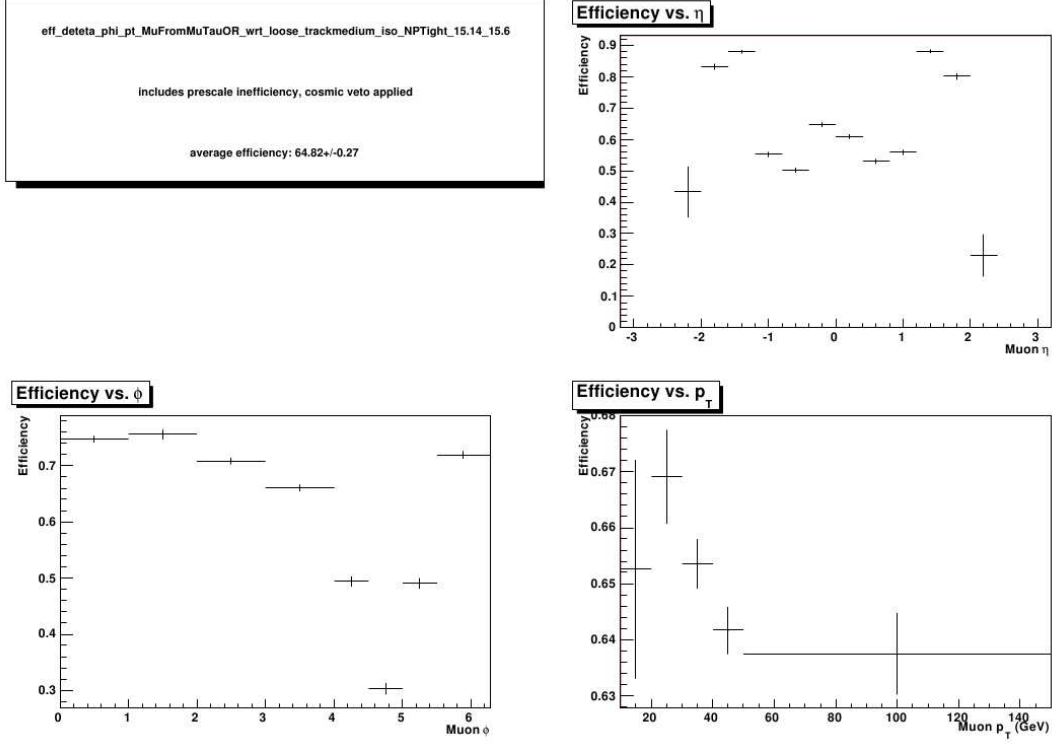 eff_deteta_phi_pt_MuFromMuTauOR_wrt_loose_trackmedium_iso_NPTight_15.14_15.6
includes prescale inefficiency, cosmic veto applied
average efficiency: 64.82+/-0.27
Efficiency vs. η
Efficiency
0.9
0.8
0.7
0.6
0.5
0.4
0.3
0.2
0.1
0
-3 -2 -1 0 1 2 3
Muon η
Efficiency vs. ϕ
Efficiency
0.7
0.6
0.5
0.4
0.3
0 1 2 3 4 5 6
Muon ϕ
Efficiency vs. p_T
Efficiency
0.68
0.67
0.66
0.65
0.64
0.63
20 40 60 80 100 120 140
Muon p_T (GeV)